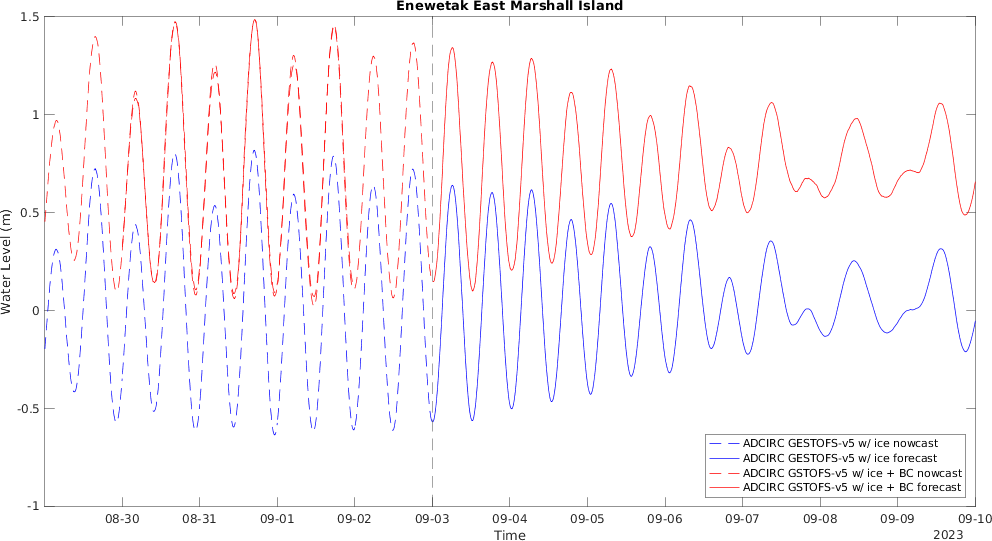 Enewetak East Marshall Island
1.5
1
0.5
0
-0.5
-1
Water Level (m)
08-30 08-31 09-01 09-02 09-03 09-04 09-05 09-06 09-07 09-08 09-09 09-10
Time
2023
ADCIRC GESTOFS-v5 w/ ice nowcast
ADCIRC GESTOFS-v5 w/ ice forecast
ADCIRC GSTOFS-v5 w/ ice + BC nowcast
ADCIRC GSTOFS-v5 w/ ice + BC forecast